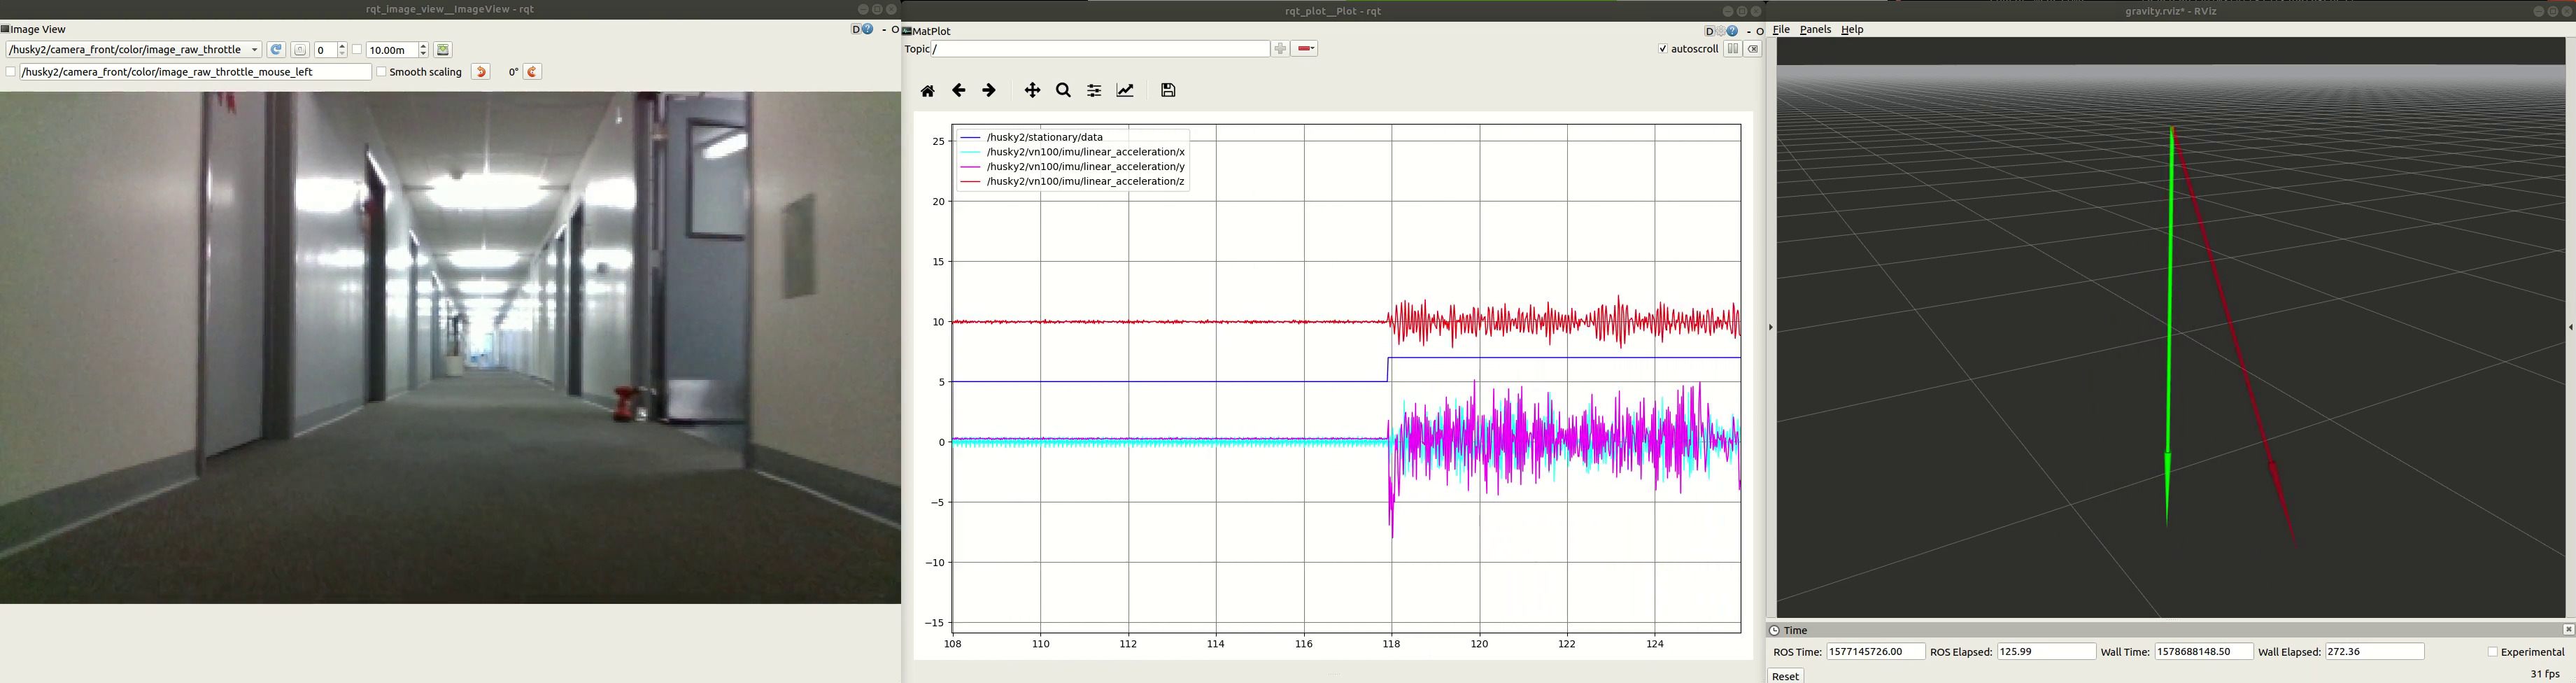 rqt_image_view__ImageView - rqt
Image View
D ? - O
/husky2/camera_front/color/image_raw_throttle
0
10.00m
/husky2/camera_front/color/image_raw_throttle_mouse_left
Smooth scaling
0°
rqt_plot__Plot - rqt
MatPlot
D ? - O
Topic /
autoscroll
/husky2/stationary/data
/husky2/vn100/imu/linear_acceleration/x
/husky2/vn100/imu/linear_acceleration/y
/husky2/vn100/imu/linear_acceleration/z
25
20
15
10
5
0
−5
−10
−15
108 110 112 114 116 118 120 122 124
gravity.rviz* - RViz
File Panels Help
Time
ROS Time: 1577145726.00 ROS Elapsed: 125.99 Wall Time: 1578688148.50 Wall Elapsed: 272.36 Experimental
Reset
31 fps